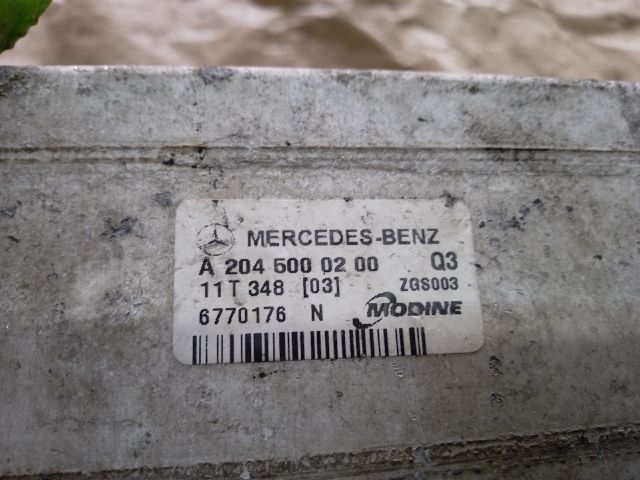 MERCEDES-BENZ
A 204 500 02 00 Q3
11T 348 [03] ZGS003
6770176 N MODINE